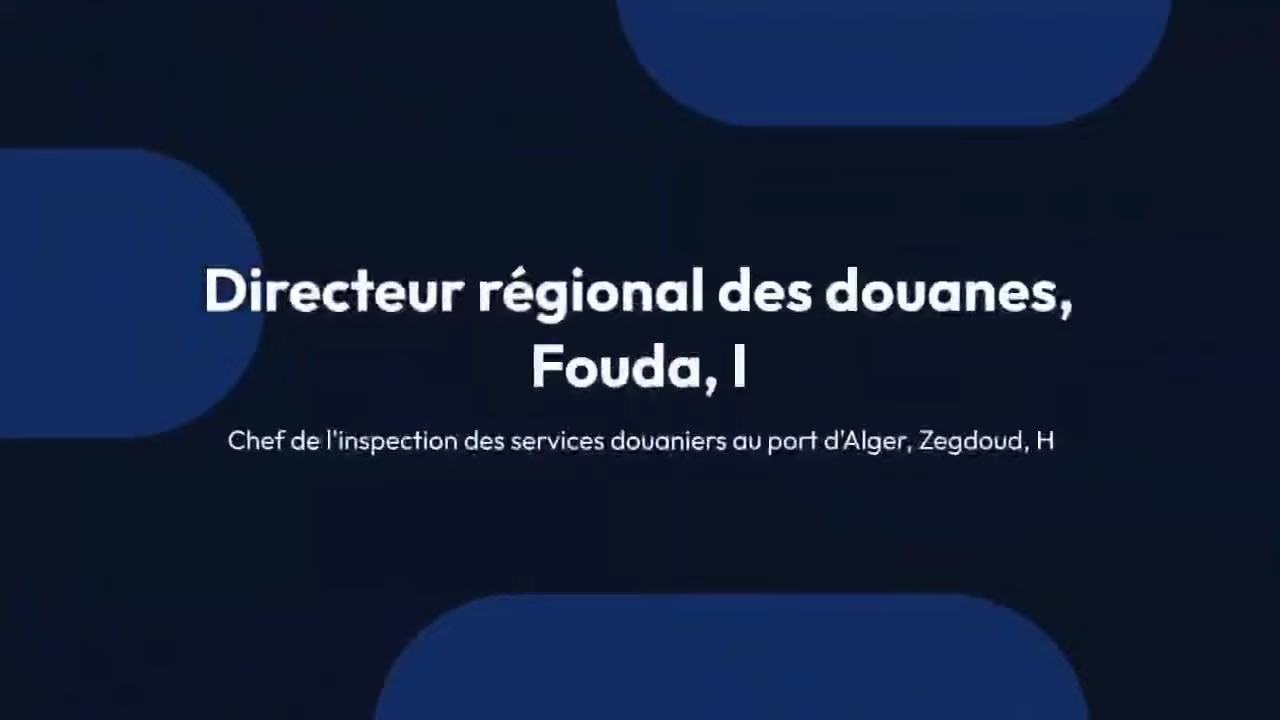 Directeur régional des douanes,
Fouda, I
Chef de l'inspection des services douaniers au port d'Alger, Zegdoud, H